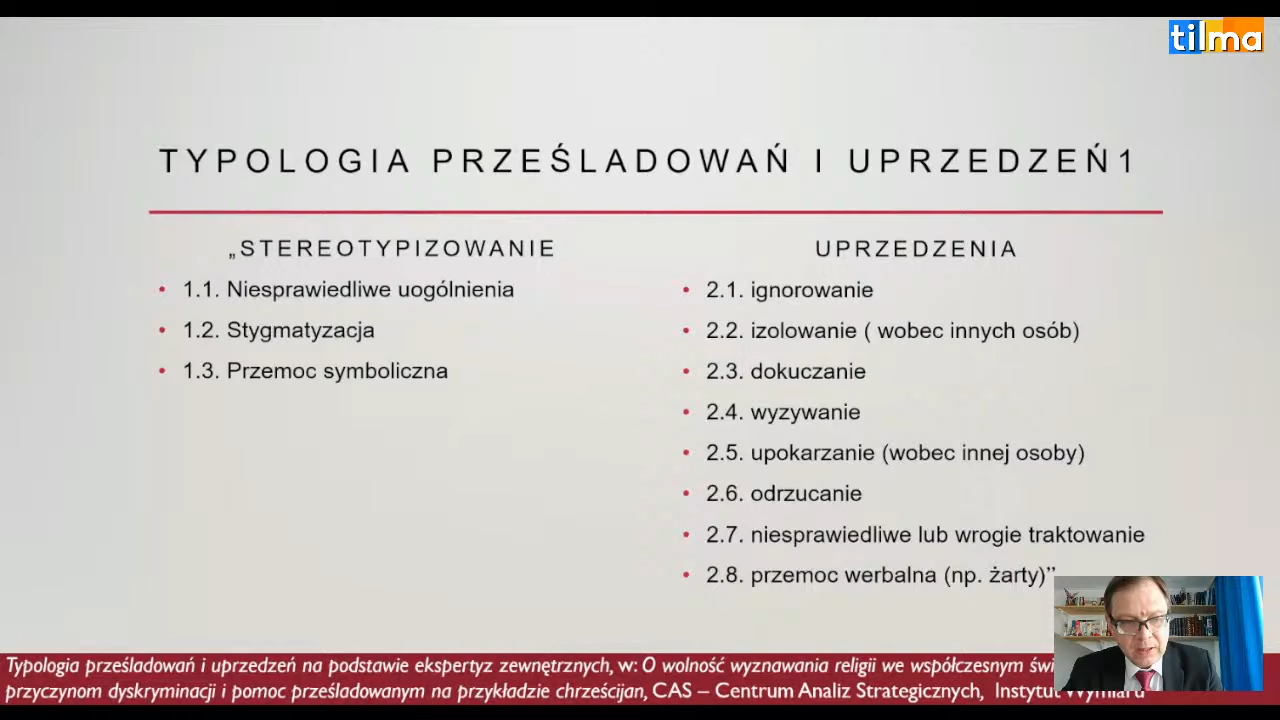 tilma
TYPOLOGIA PRZEŚLADOWAŃ I UPRZEDZEŃ1
„STEREOTYPIZOWANIE
• 1.1. Niesprawiedliwe uogólnienia
• 1.2. Stygmatyzacja
• 1.3. Przemoc symboliczna
UPRZEDZENIA
• 2.1. ignorowanie
• 2.2. izolowanie ( wobec innych osób)
• 2.3. dokuczanie
• 2.4. wyzywanie
• 2.5. upokarzanie (wobec innej osoby)
• 2.6. odrzucanie
• 2.7. niesprawiedliwe lub wrogie traktowanie
• 2.8. przemoc werbalna (np. żarty)”
Typologia prześladowań i uprzedzeń na podstawie ekspertyz zewnętrznych, w: O wolność wyznawania religii we współczesnym
przyczynom dyskryminacji i pomoc prześladowanym na przykładzie chrześcijan, CAS – Centrum Analiz Strategicznych, Instytut